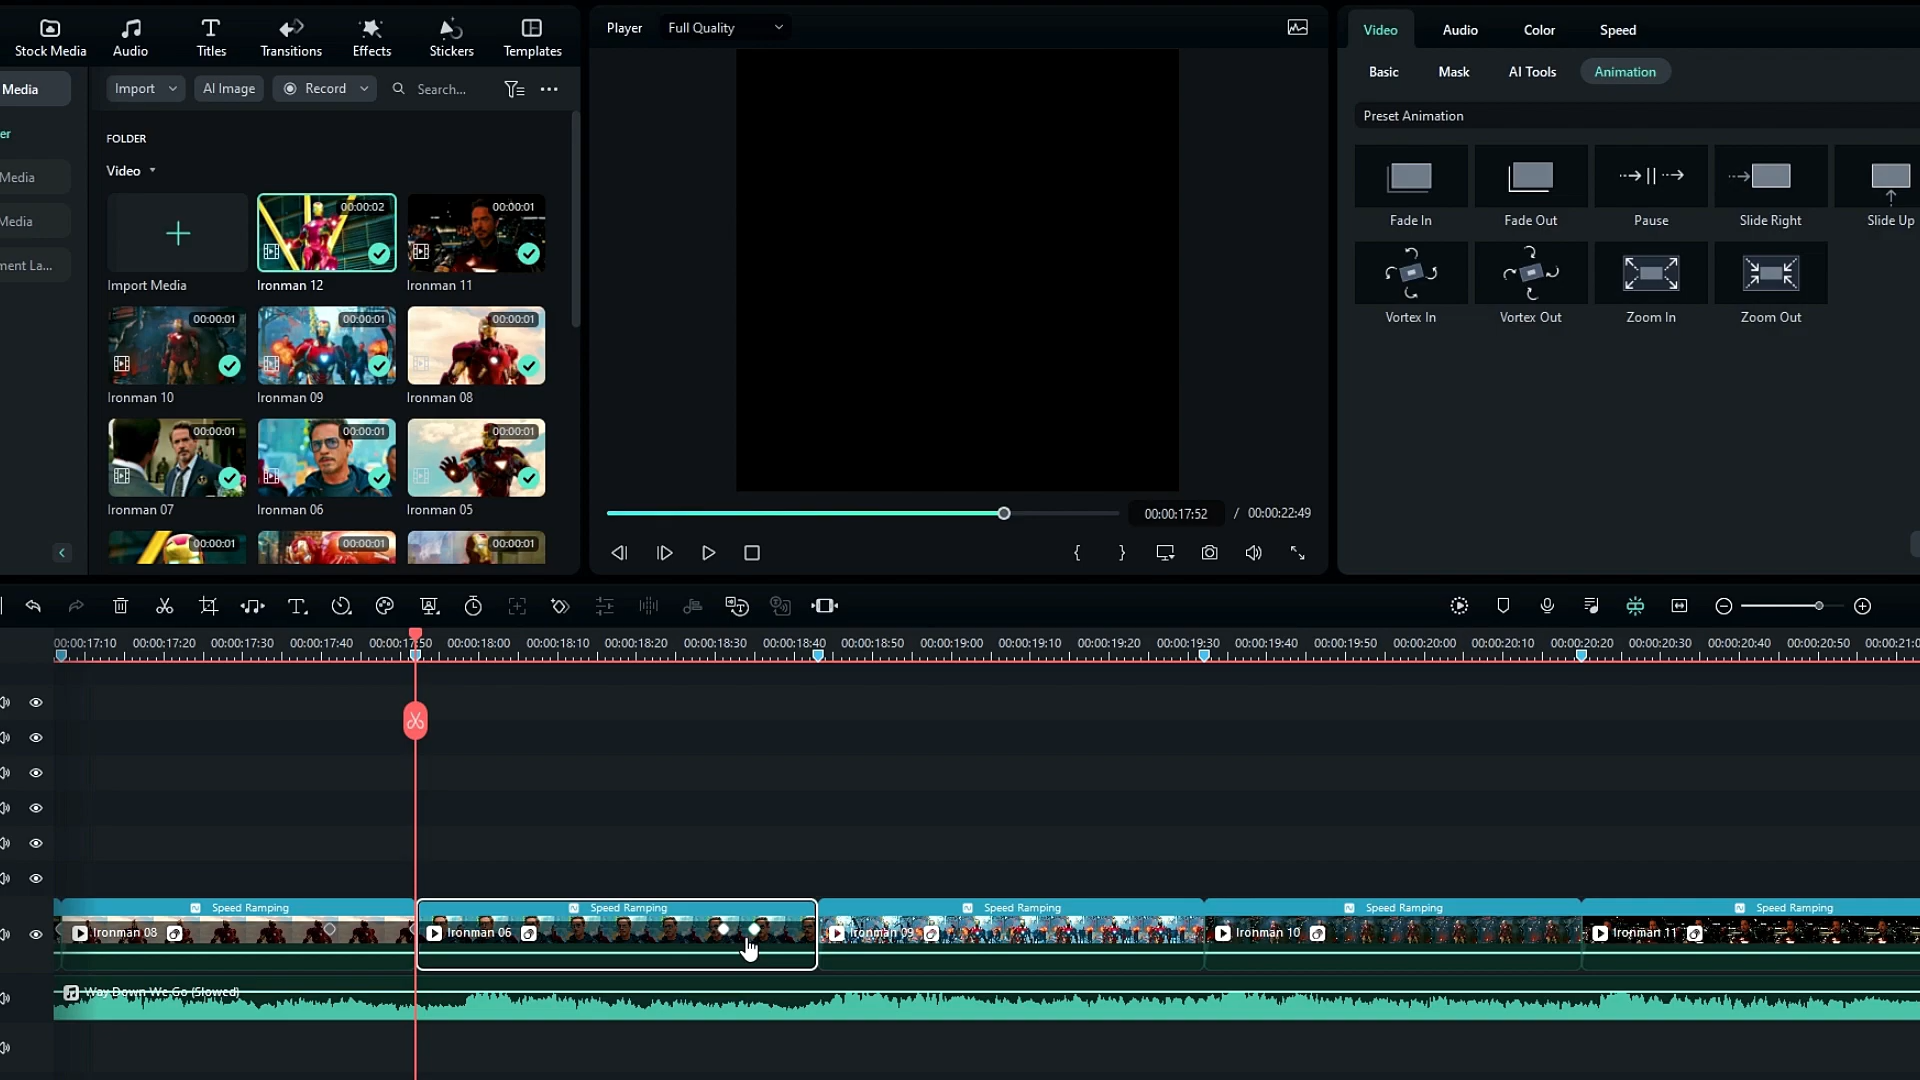 Stock Media Audio Titles Transitions Effects Stickers Templates
Media
er
Media
Media
ment La...
Import AI Image Record Search...
FOLDER
Video
Import Media
00:00:02
Ironman 12
00:00:01
Ironman 11
00:00:01
Ironman 10
00:00:01
Ironman 09
00:00:01
Ironman 08
00:00:01
Ironman 07
00:00:01
Ironman 06
00:00:01
Ironman 05
00:00:01
00:00:01
00:00:01
Player Full Quality
00:00:17:52 / 00:00:22:49
Video Audio Color Speed
Basic Mask AI Tools Animation
Preset Animation
Fade In Fade Out Pause Slide Right Slide Up
Vortex In Vortex Out Zoom In Zoom Out
00:00:17:10 00:00:17:20 00:00:17:30 00:00:17:40 00:00:17:50 00:00:18:00 00:00:18:10 00:00:18:20 00:00:18:30 00:00:18:40 00:00:18:50 00:00:19:00 00:00:19:10 00:00:19:20 00:00:19:30 00:00:19:40 00:00:19:50 00:00:20:00 00:00:20:10 00:00:20:20 00:00:20:30 00:00:20:40 00:00:20:50 00:00:21:0
Speed Ramping Speed Ramping Speed Ramping Speed Ramping Speed Ramping
Ironman 08 Ironman 06 Ironman 09 Ironman 10 Ironman 11
Way Down We Go (Slowed)